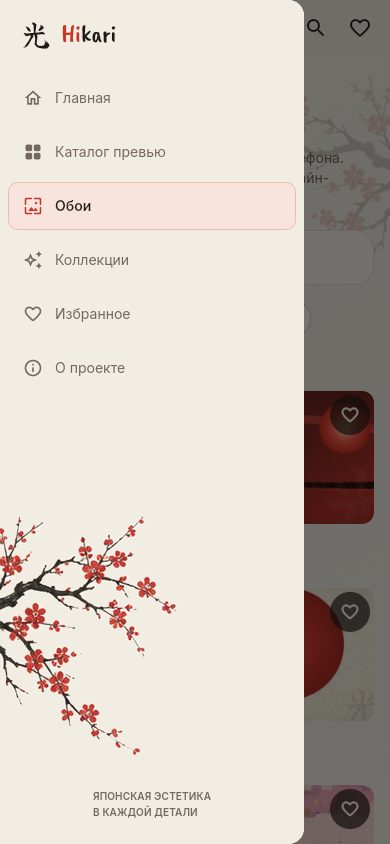 光 Hikari
Главная
Каталог превью
Обои
Коллекции
Избранное
О проекте
ЯПОНСКАЯ ЭСТЕТИКА
В КАЖДОЙ ДЕТАЛИ